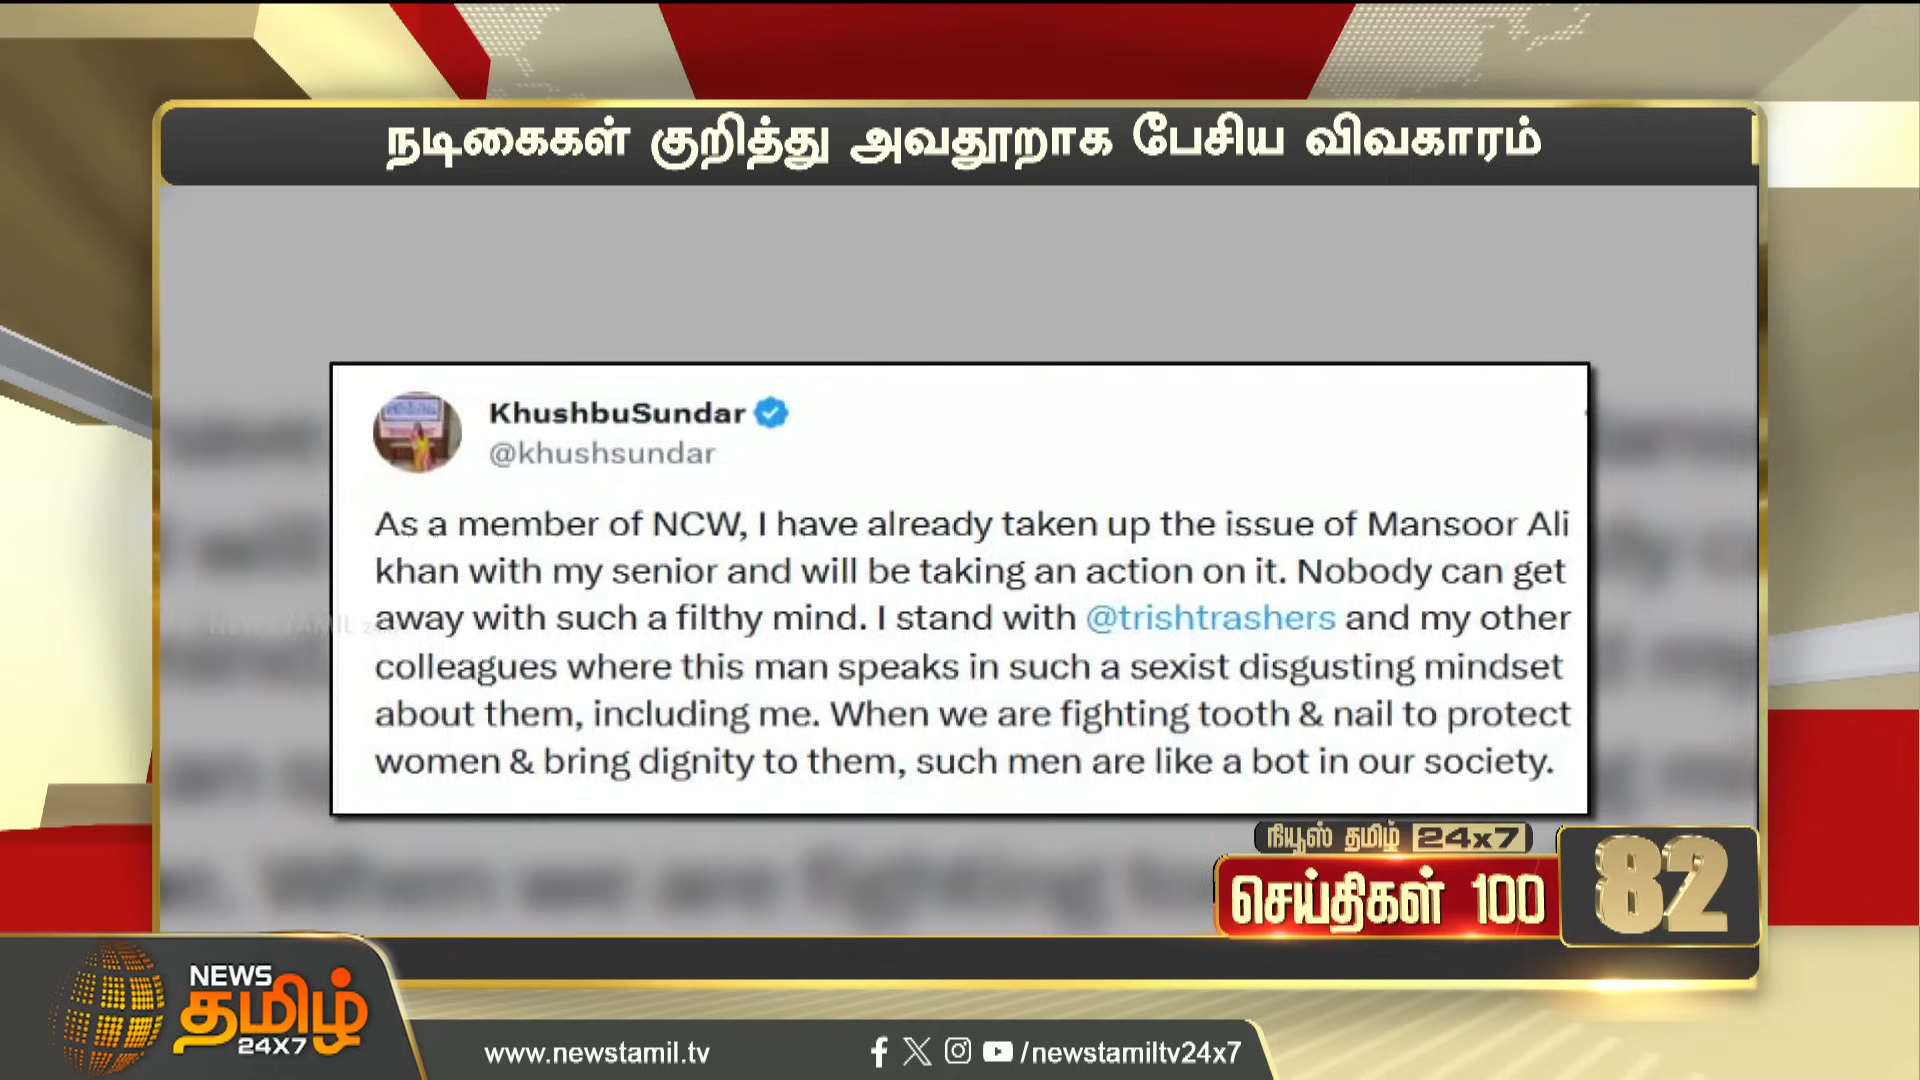 நடிகைகள் குறித்து அவதூறாக பேசிய விவகாரம்
KhushbuSundar
@khushsundar
As a member of NCW, I have already taken up the issue of Mansoor Ali
khan with my senior and will be taking an action on it. Nobody can get
away with such a filthy mind. I stand with @trishtrashers and my other
colleagues where this man speaks in such a sexist disgusting mindset
about them, including me. When we are fighting tooth & nail to protect
women & bring dignity to them, such men are like a bot in our society.
NEWS TAMIL 24x7
நியூஸ் தமிழ் 24x7
செய்திகள் 100
82
NEWS
தமிழ்
24X7
www.newstamil.tv
/newstamiltv24x7